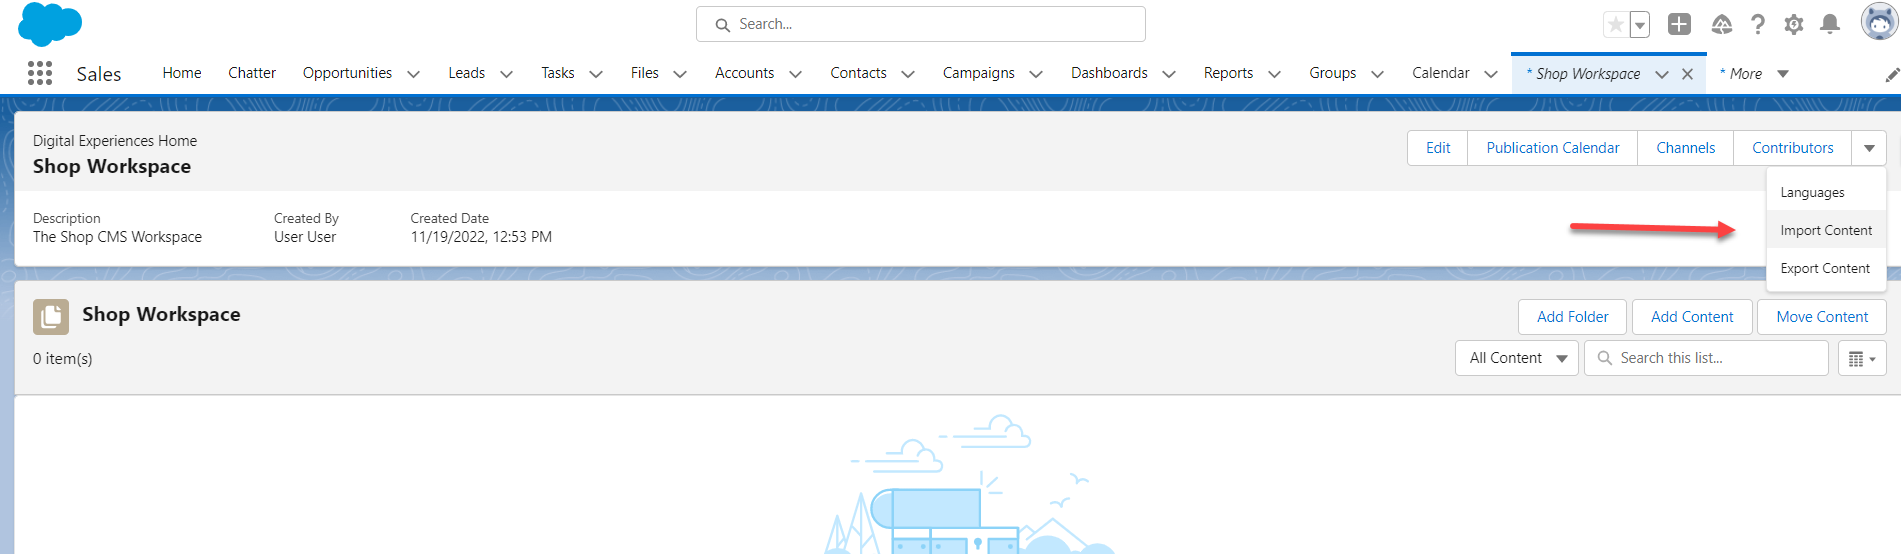 Search...
Sales Home Chatter Opportunities Leads Tasks Files Accounts Contacts Campaigns Dashboards Reports Groups Calendar * Shop Workspace * More
Digital Experiences Home
Shop Workspace
Edit Publication Calendar Channels Contributors
Languages
Import Content
Export Content
Description Created By Created Date
The Shop CMS Workspace User User 11/19/2022, 12:53 PM
Shop Workspace
Add Folder Add Content Move Content
0 item(s)
All Content Search this list...